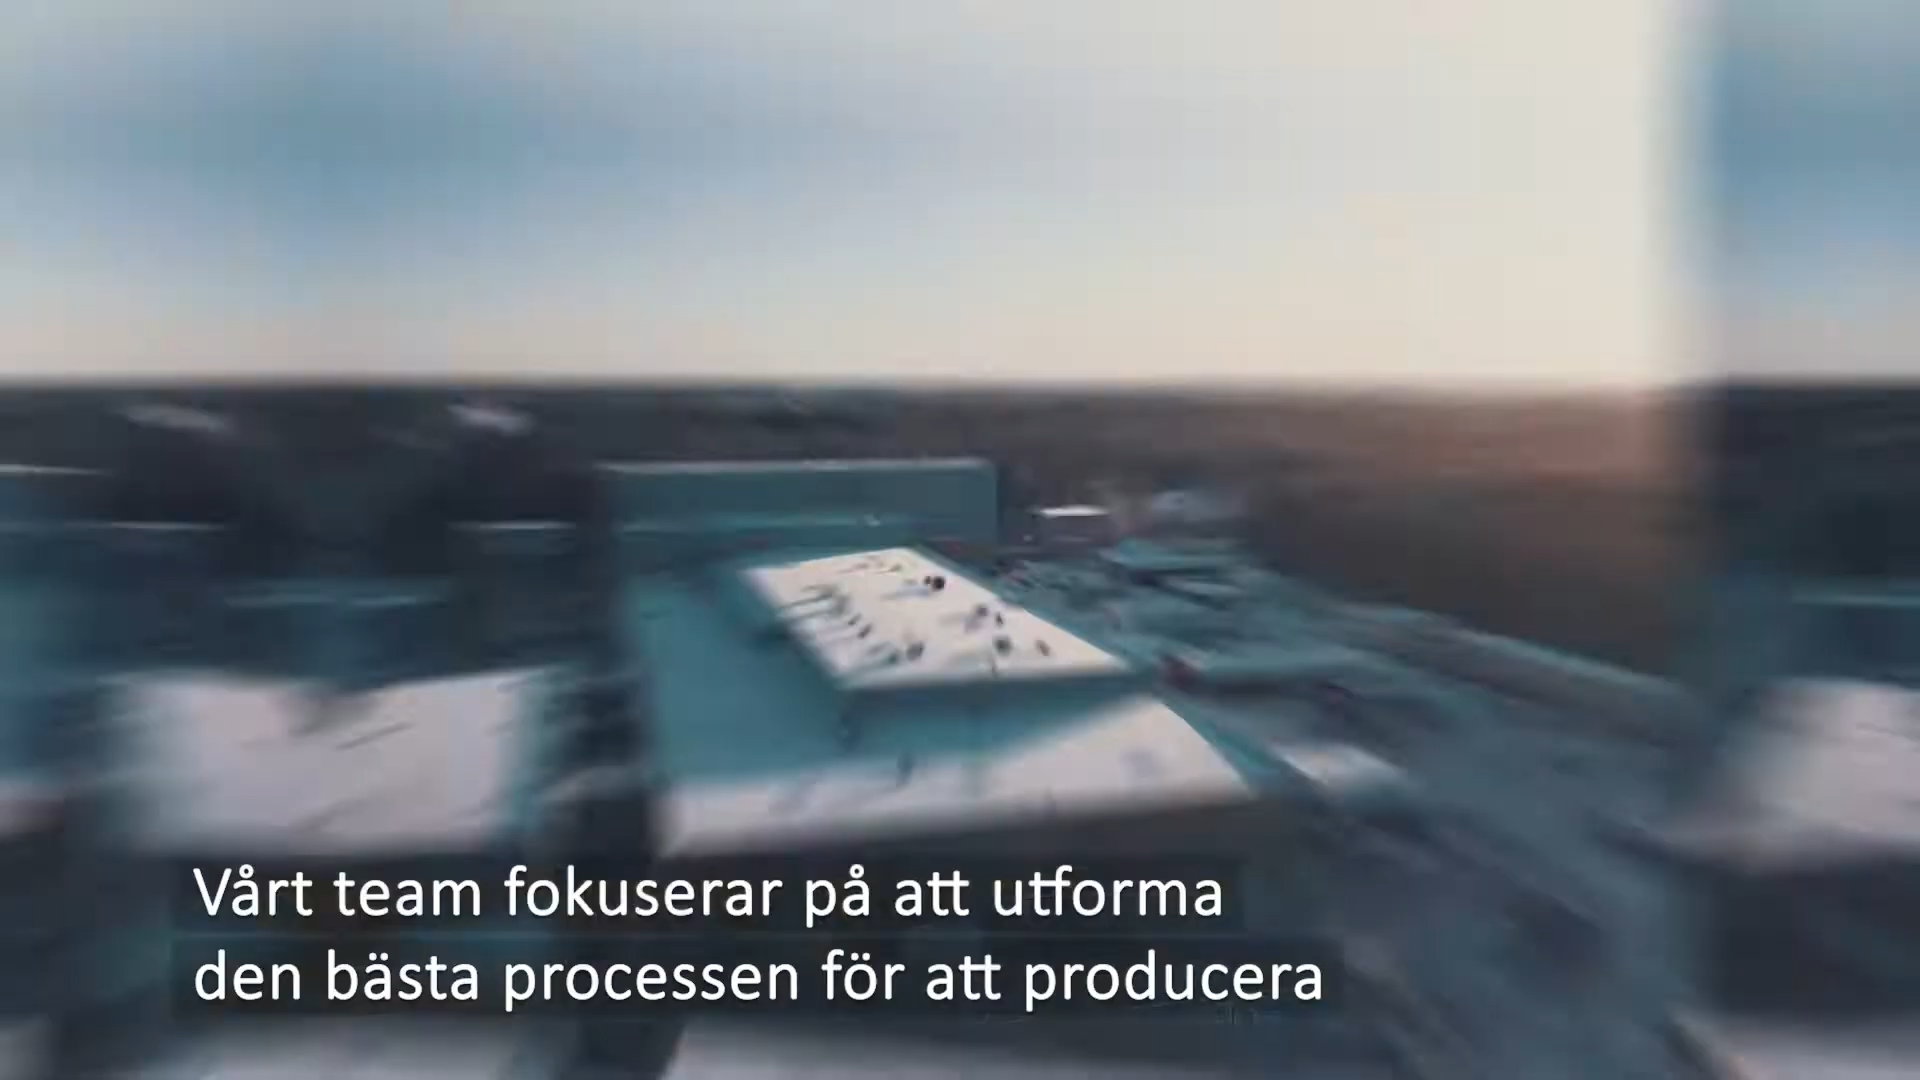 Vårt team fokuserar på att utforma
den bästa processen för att producera